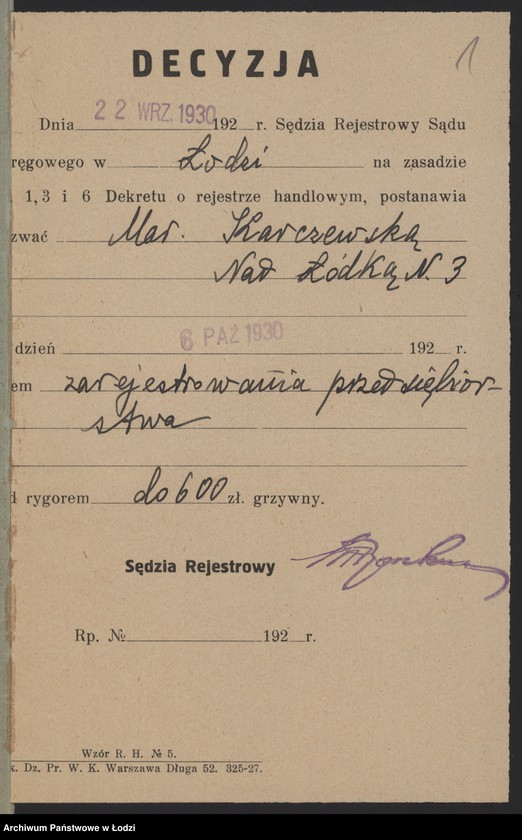 1
DECYZJA
Dnia 22 WRZ. 1930 192 r. Sędzia Rejestrowy Sądu
ręgowego w Łodzi na zasadzie
1, 3 i 6 Dekretu o rejestrze handlowym, postanawia
zwać Mar. Karczewską
Nad Łódką N. 3
dzień 6 PAŹ 1930 192 r.
em zarejestrowania przedsiębior-
stwa
d rygorem do 600 zł. grzywny.
Sędzia Rejestrowy
Rp. № 192 r.
Wzór R. H. № 5.
k. Dz. Pr. W. K. Warszawa Długa 52. 325-27.
Archiwum Państwowe w Łodzi